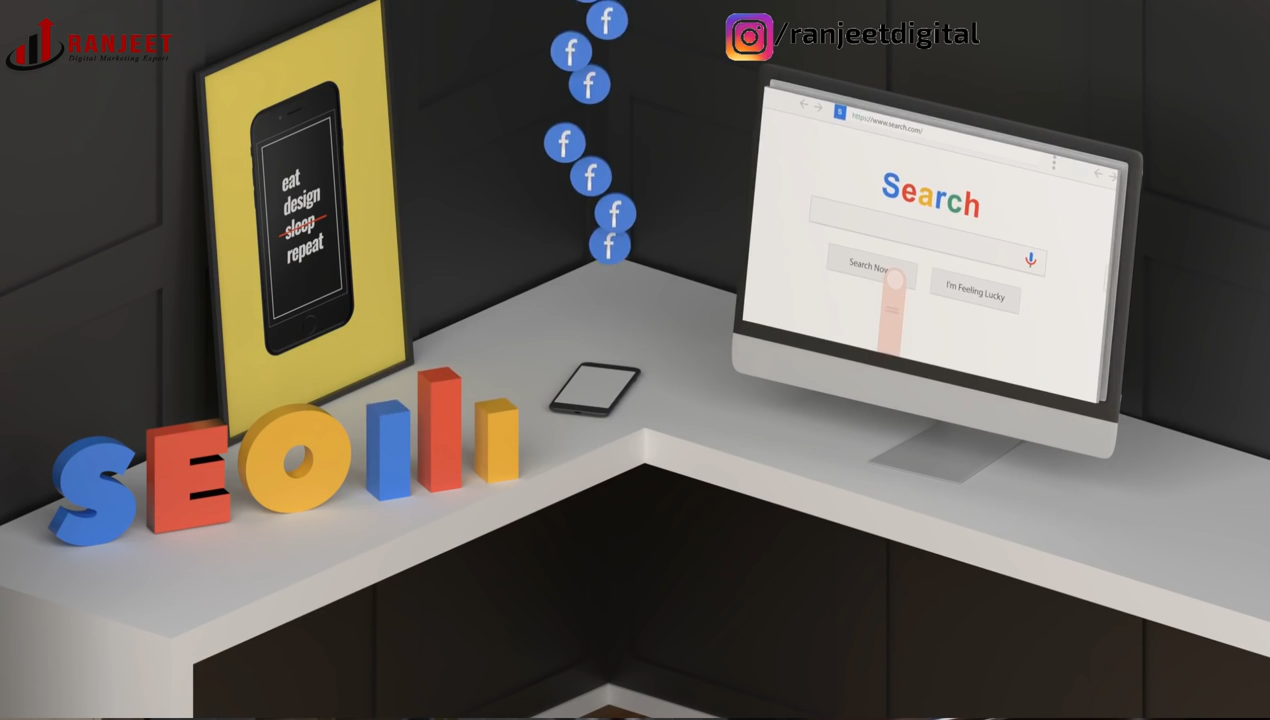 RANJEET
Digital Marketing Expert
/ranjeetdigital
eat
design
sleep
repeat
https://www.search.com/
Search
Search Now
I'm Feeling Lucky
SEO
f
f
f
f
f
f
f